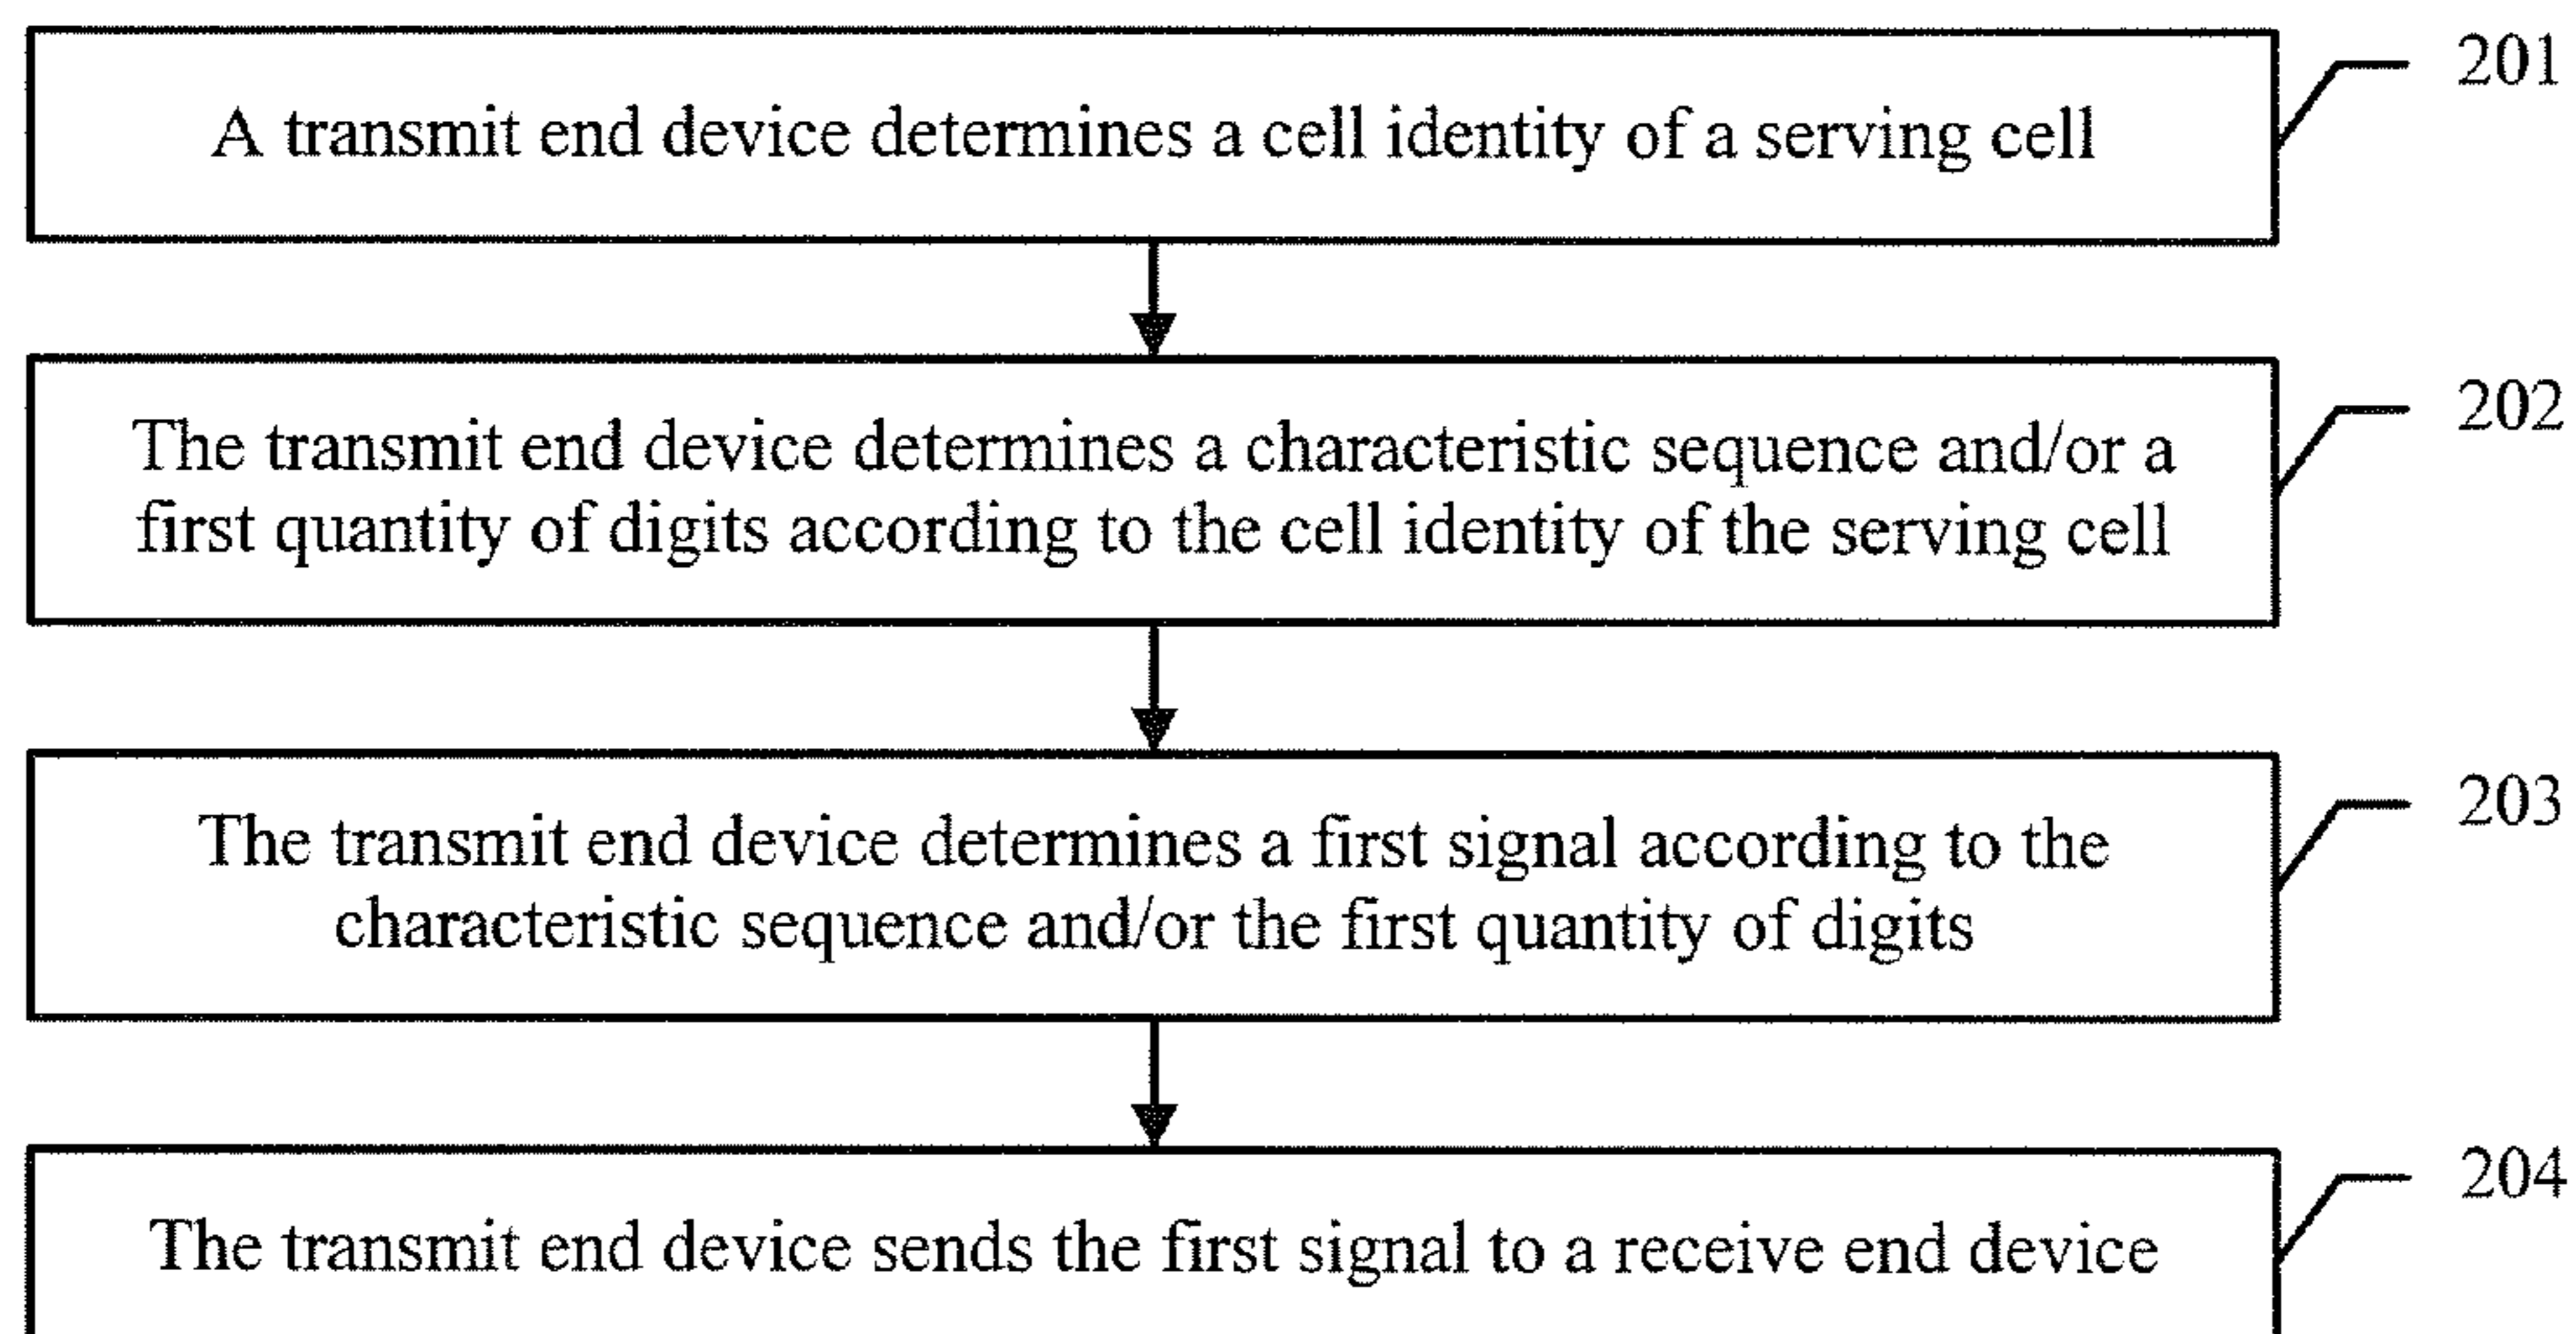 A transmit end device determines a cell identity of a serving cell
201
The transmit end device determines a characteristic sequence and/or a
first quantity of digits according to the cell identity of the serving cell
202
The transmit end device determines a first signal according to the
characteristic sequence and/or the first quantity of digits
203
The transmit end device sends the first signal to a receive end device
204